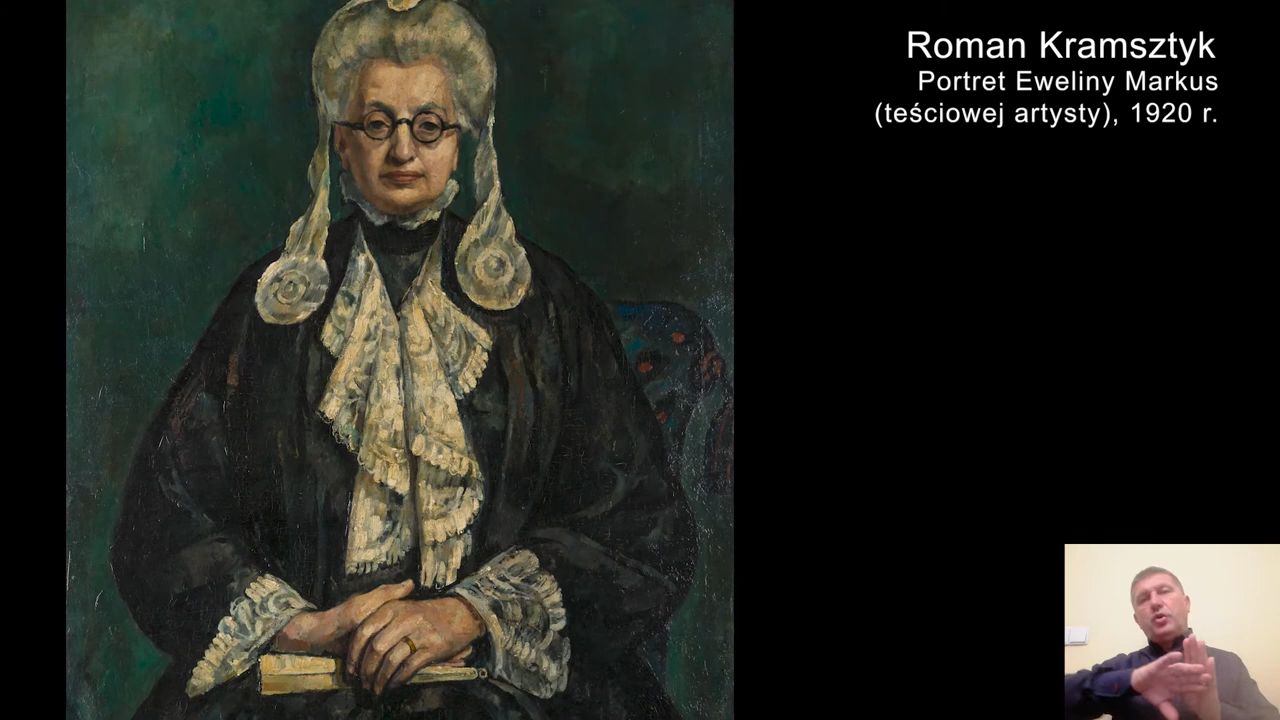 Roman Kramsztyk
Portret Eweliny Markus
(teściowej artysty), 1920 r.